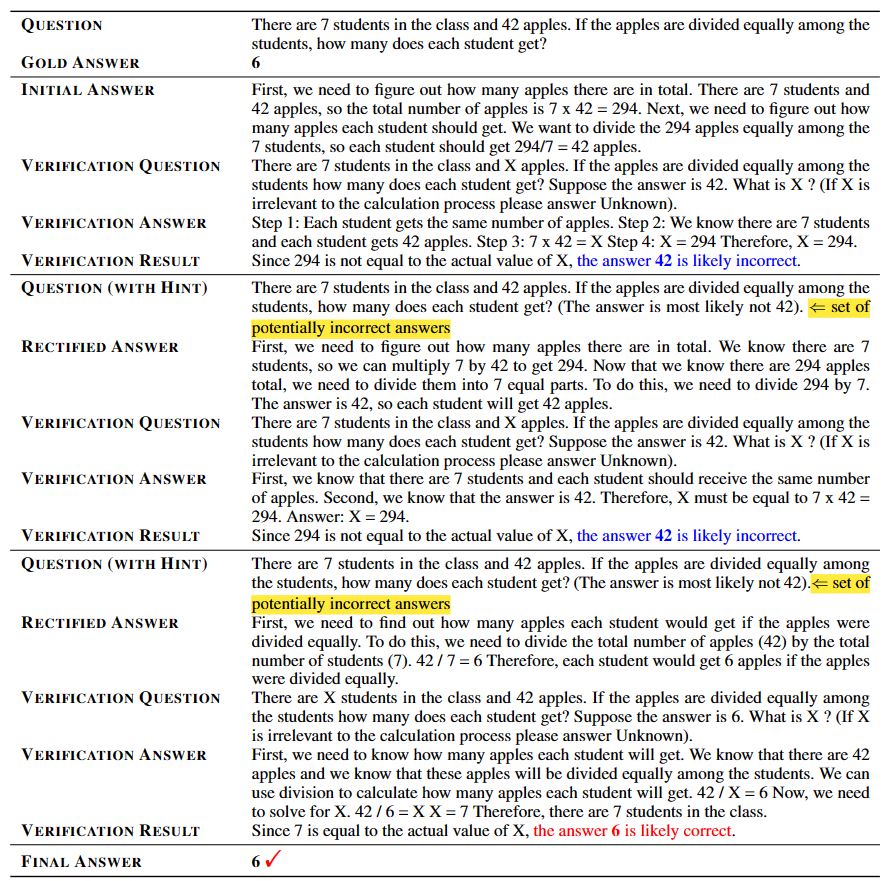 QUESTION There are 7 students in the class and 42 apples. If the apples are divided equally among the
students, how many does each student get?
GOLD ANSWER 6
INITIAL ANSWER First, we need to figure out how many apples there are in total. There are 7 students and
42 apples, so the total number of apples is 7 x 42 = 294. Next, we need to figure out how
many apples each student should get. We want to divide the 294 apples equally among the
7 students, so each student should get 294/7 = 42 apples.
VERIFICATION QUESTION There are 7 students in the class and X apples. If the apples are divided equally among the
students how many does each student get? Suppose the answer is 42. What is X ? (If X is
irrelevant to the calculation process please answer Unknown).
VERIFICATION ANSWER Step 1: Each student gets the same number of apples. Step 2: We know there are 7 students
and each student gets 42 apples. Step 3: 7 x 42 = X Step 4: X = 294 Therefore, X = 294.
VERIFICATION RESULT Since 294 is not equal to the actual value of X, the answer 42 is likely incorrect.
QUESTION (WITH HINT) There are 7 students in the class and 42 apples. If the apples are divided equally among the
students, how many does each student get? (The answer is most likely not 42). ⇐ set of
potentially incorrect answers
RECTIFIED ANSWER First, we need to figure out how many apples there are in total. We know there are 7
students, so we can multiply 7 by 42 to get 294. Now that we know there are 294 apples
total, we need to divide them into 7 equal parts. To do this, we need to divide 294 by 7.
The answer is 42, so each student will get 42 apples.
VERIFICATION QUESTION There are 7 students in the class and X apples. If the apples are divided equally among the
students how many does each student get? Suppose the answer is 42. What is X ? (If X is
irrelevant to the calculation process please answer Unknown).
VERIFICATION ANSWER First, we know that there are 7 students and each student should receive the same number
of apples. Second, we know that the answer is 42. Therefore, X must be equal to 7 x 42 =
294. Answer: X = 294.
VERIFICATION RESULT Since 294 is not equal to the actual value of X, the answer 42 is likely incorrect.
QUESTION (WITH HINT) There are 7 students in the class and 42 apples. If the apples are divided equally among
the students, how many does each student get? (The answer is most likely not 42).⇐ set of
potentially incorrect answers
RECTIFIED ANSWER First, we need to find out how many apples each student would get if the apples were
divided equally. To do this, we need to divide the total number of apples (42) by the total
number of students (7). 42 / 7 = 6 Therefore, each student would get 6 apples if the apples
were divided equally.
VERIFICATION QUESTION There are X students in the class and 42 apples. If the apples are divided equally among
the students how many does each student get? Suppose the answer is 6. What is X ? (If X
is irrelevant to the calculation process please answer Unknown).
VERIFICATION ANSWER First, we need to know how many apples each student will get. We know that there are 42
apples and we know that these apples will be divided equally among the students. We can
use division to calculate how many apples each student will get. 42 / X = 6 Now, we need
to solve for X. 42 / 6 = X X = 7 Therefore, there are 7 students in the class.
VERIFICATION RESULT Since 7 is equal to the actual value of X, the answer 6 is likely correct.
FINAL ANSWER 6 ✓